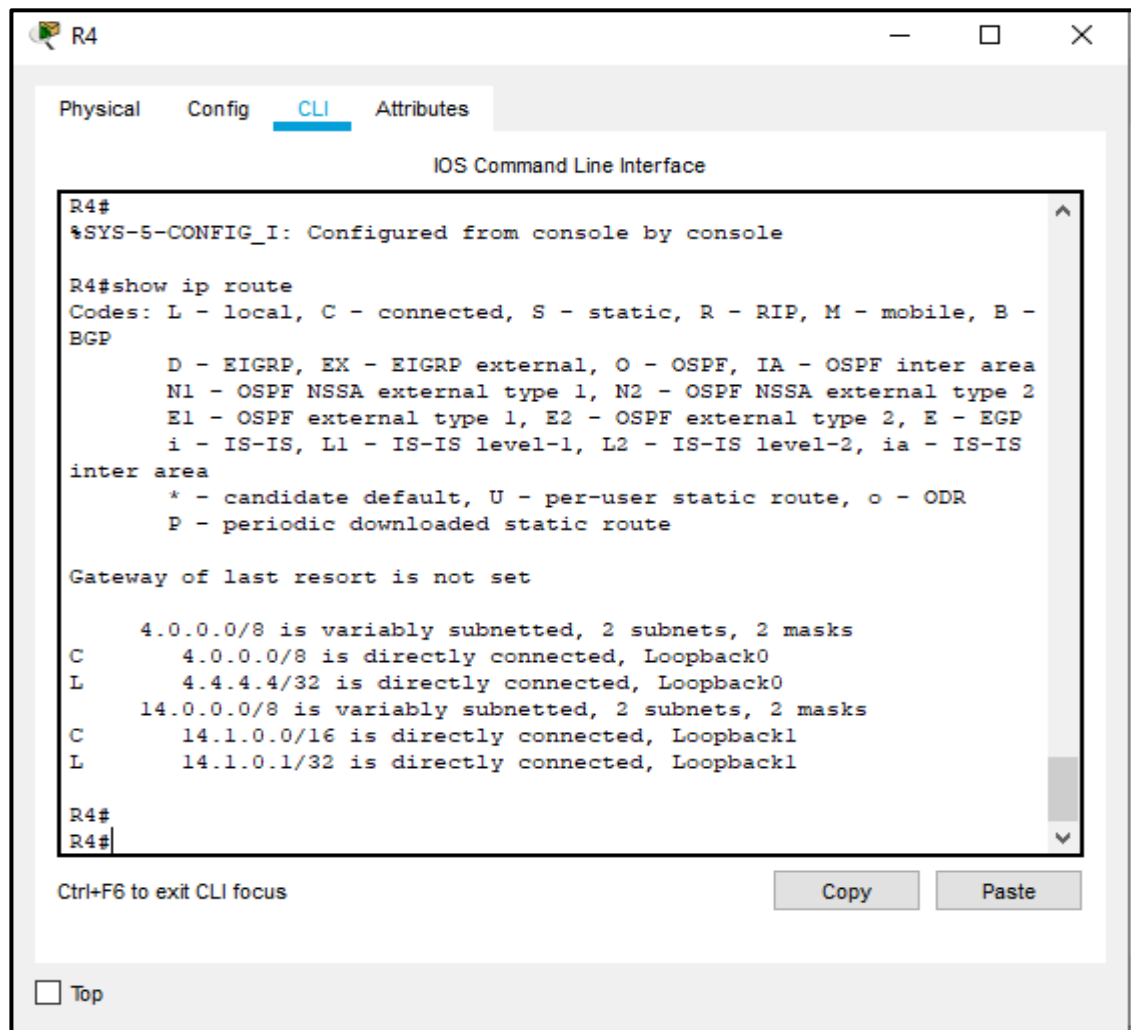 R4
Physical Config CLI Attributes
IOS Command Line Interface
R4#
%SYS-5-CONFIG_I: Configured from console by console
R4#show ip route
Codes: L - local, C - connected, S - static, R - RIP, M - mobile, B -
BGP
D - EIGRP, EX - EIGRP external, O - OSPF, IA - OSPF inter area
N1 - OSPF NSSA external type 1, N2 - OSPF NSSA external type 2
E1 - OSPF external type 1, E2 - OSPF external type 2, E - EGP
i - IS-IS, L1 - IS-IS level-1, L2 - IS-IS level-2, ia - IS-IS
inter area
* - candidate default, U - per-user static route, o - ODR
P - periodic downloaded static route
Gateway of last resort is not set
4.0.0.0/8 is variably subnetted, 2 subnets, 2 masks
C 4.0.0.0/8 is directly connected, Loopback0
L 4.4.4.4/32 is directly connected, Loopback0
14.0.0.0/8 is variably subnetted, 2 subnets, 2 masks
C 14.1.0.0/16 is directly connected, Loopback1
L 14.1.0.1/32 is directly connected, Loopback1
R4#
R4#
Ctrl+F6 to exit CLI focus Copy Paste
Top